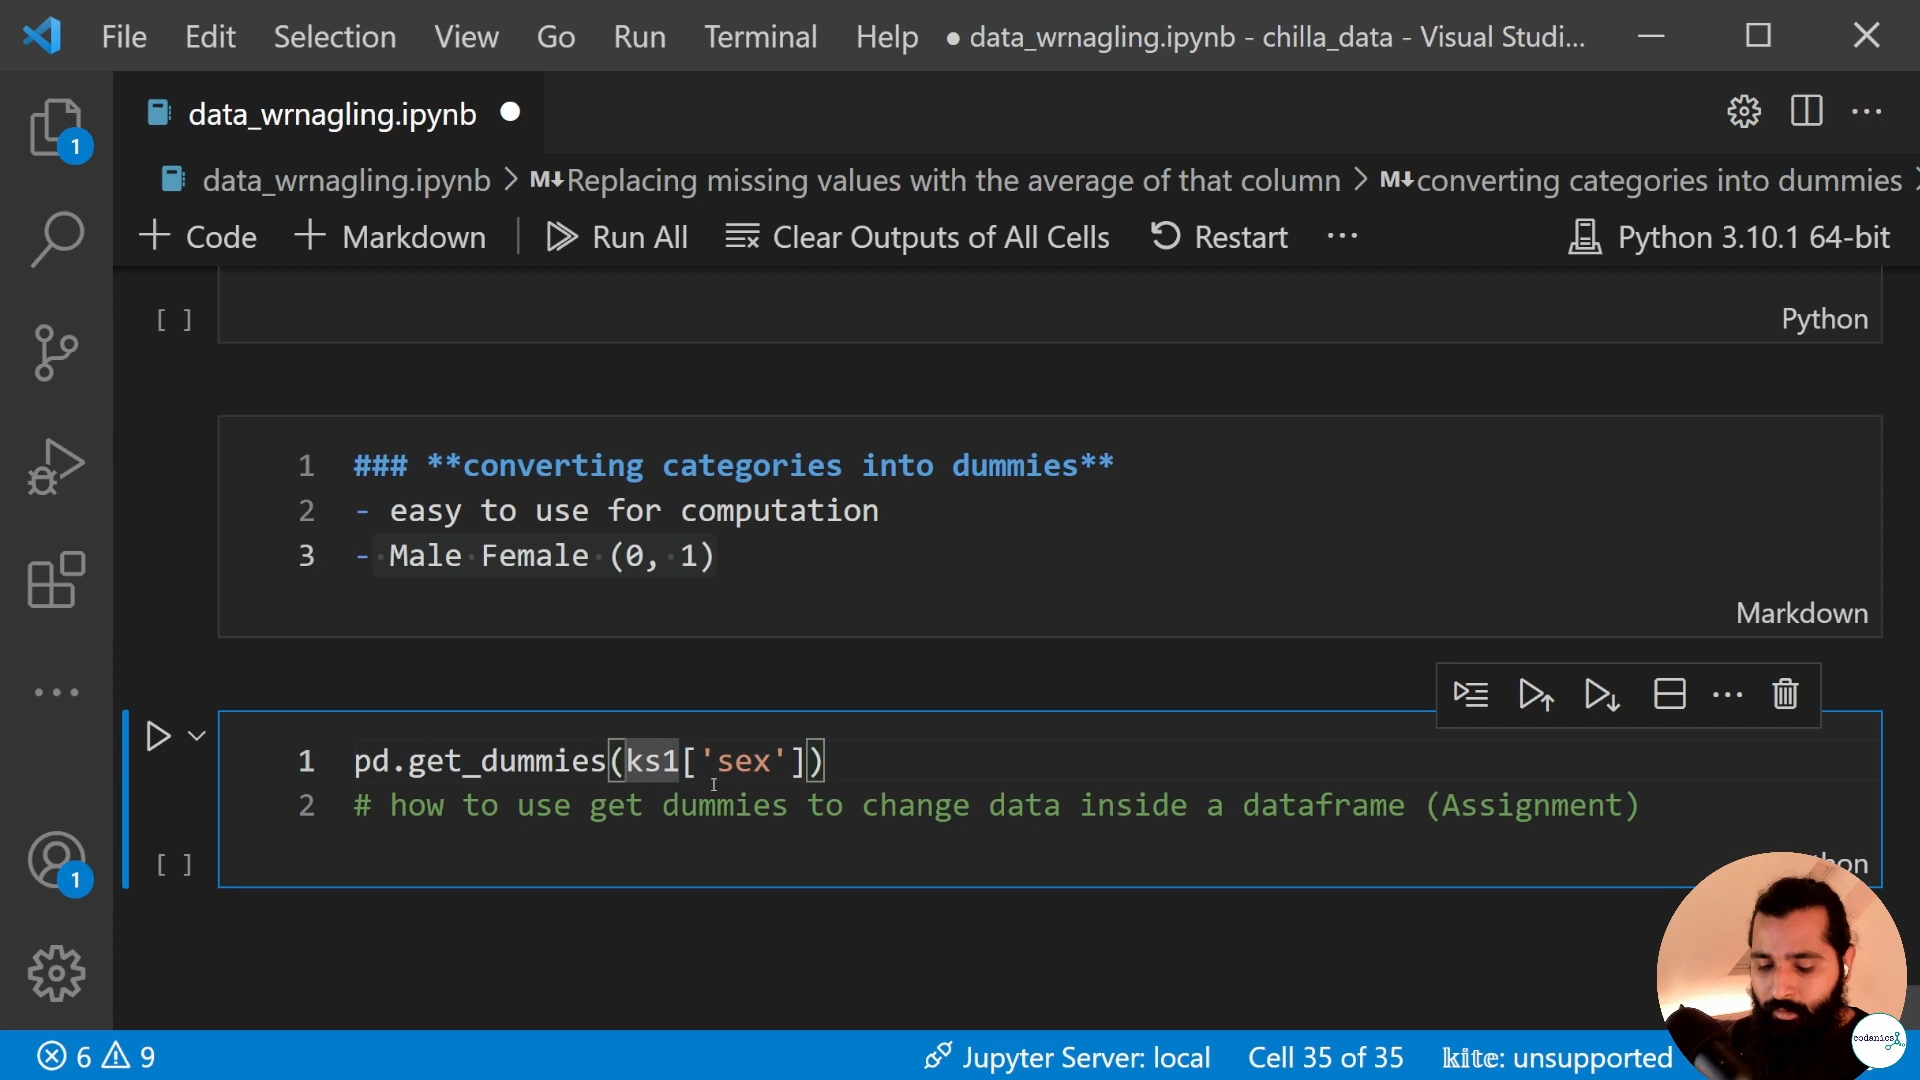 File Edit Selection View Go Run Terminal Help ● data_wrnagling.ipynb - chilla_data - Visual Studi...
data_wrnagling.ipynb
1
data_wrnagling.ipynb > M↓Replacing missing values with the average of that column > M↓converting categories into dummies >
+ Code + Markdown | Run All Clear Outputs of All Cells Restart ... Python 3.10.1 64-bit
[ ] Python
1 ### **converting categories into dummies**
2 - easy to use for computation
3 - Male Female (0, 1)
Markdown
1 pd.get_dummies(ks1['sex'])
2 # how to use get dummies to change data inside a dataframe (Assignment)
[ ]
1
codanics
6 9 Jupyter Server: local Cell 35 of 35 kite: unsupported